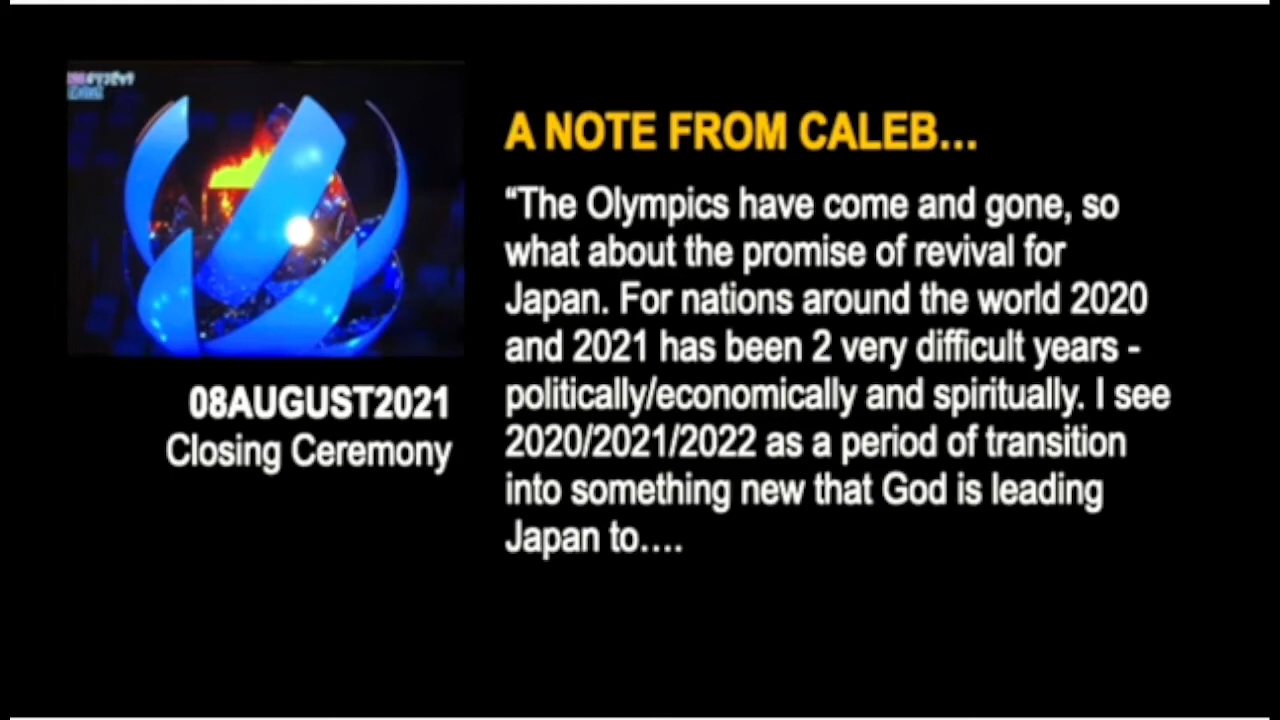 08AUGUST2021
Closing Ceremony
A NOTE FROM CALEB…
“The Olympics have come and gone, so
what about the promise of revival for
Japan. For nations around the world 2020
and 2021 has been 2 very difficult years -
politically/economically and spiritually. I see
2020/2021/2022 as a period of transition
into something new that God is leading
Japan to….